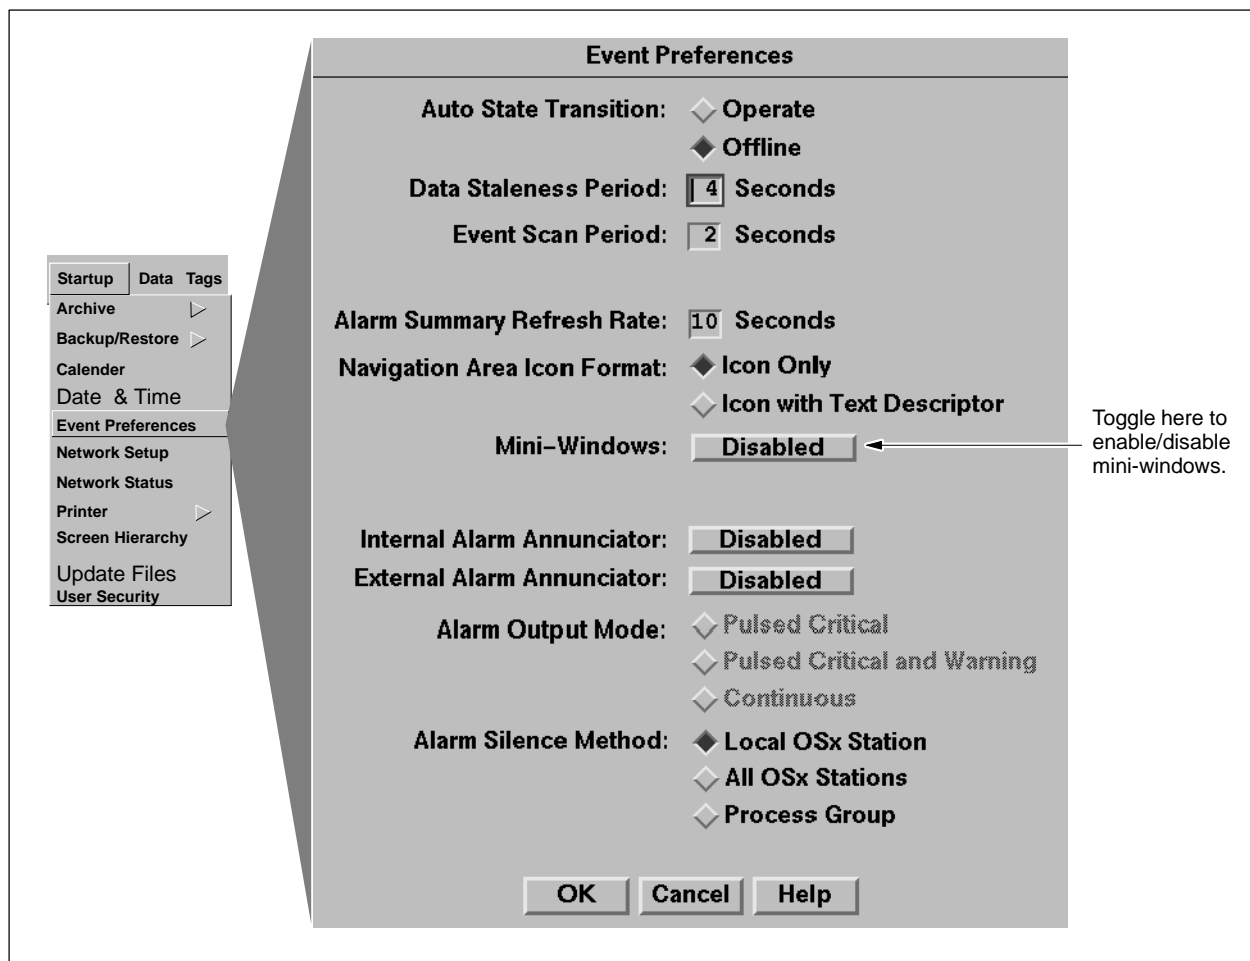 Event Preferences
Auto State Transition: Operate
Offline
Data Staleness Period: 4 Seconds
Event Scan Period: 2 Seconds
Alarm Summary Refresh Rate: 10 Seconds
Navigation Area Icon Format: Icon Only
Icon with Text Descriptor
Mini-Windows: Disabled
Internal Alarm Annunciator: Disabled
External Alarm Annunciator: Disabled
Alarm Output Mode: Pulsed Critical
Pulsed Critical and Warning
Continuous
Alarm Silence Method: Local OSx Station
All OSx Stations
Process Group
OK Cancel Help
Startup Data Tags
Archive
Backup/Restore
Calender
Date & Time
Event Preferences
Network Setup
Network Status
Printer
Screen Hierarchy
Update Files
User Security
Toggle here to
enable/disable
mini-windows.